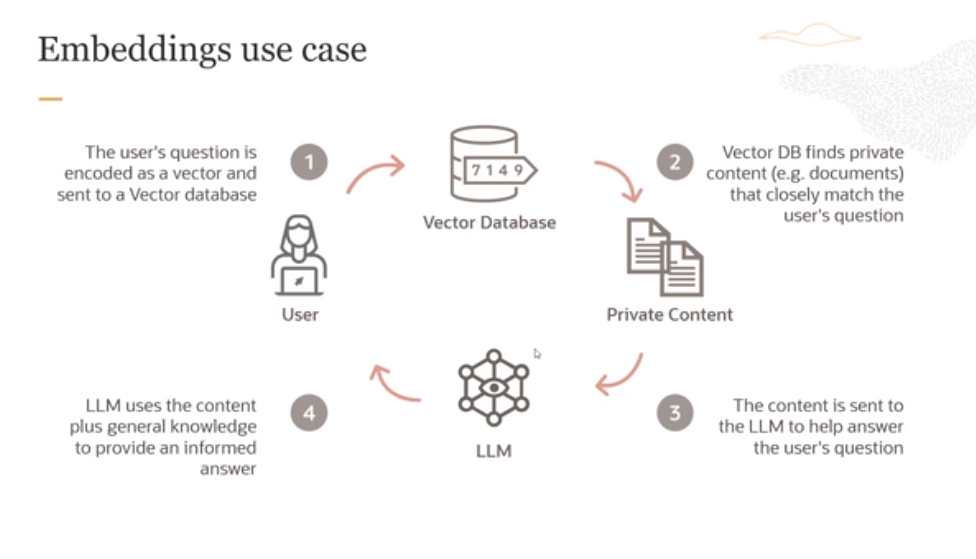 Embeddings use case
The user's question is
encoded as a vector and
sent to a Vector database
1
7149
Vector Database
2
Vector DB finds private
content (e.g. documents)
that closely match the
user's question
User
Private Content
LLM uses the content
plus general knowledge
to provide an informed
answer
4
LLM
3
The content is sent to
the LLM to help answer
the user's question